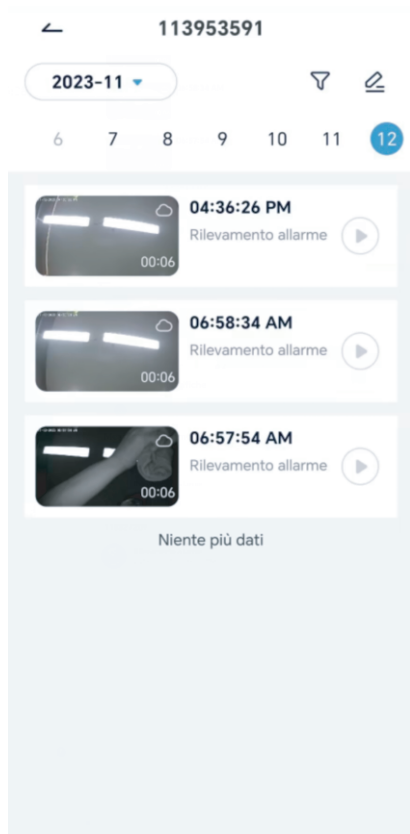 113953591
2023-11
6 7 8 9 10 11 12
04:36:26 PM
Rilevamento allarme
00:06
06:58:34 AM
Rilevamento allarme
00:06
06:57:54 AM
Rilevamento allarme
00:06
Niente più dati